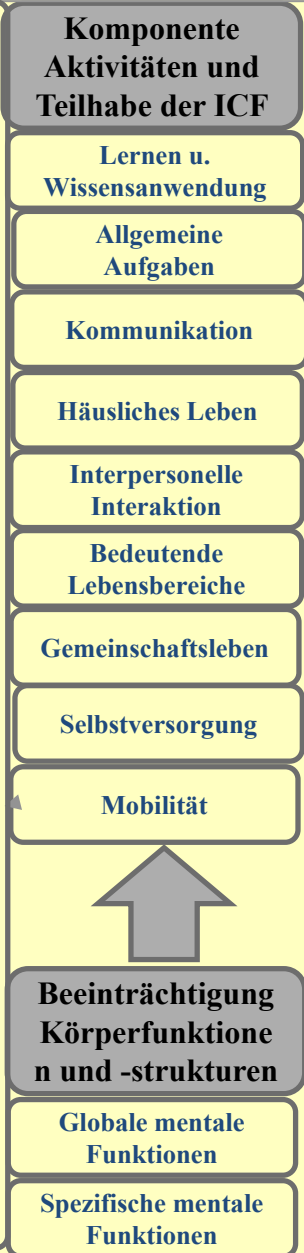 Komponente
Aktivitäten und
Teilhabe der ICF
Lernen u.
Wissensanwendung
Allgemeine
Aufgaben
Kommunikation
Häusliches Leben
Interpersonelle
Interaktion
Bedeutende
Lebensbereiche
Gemeinschaftsleben
Selbstversorgung
Mobilität
Beeinträchtigung
Körperfunktione
n und -strukturen
Globale mentale
Funktionen
Spezifische mentale
Funktionen